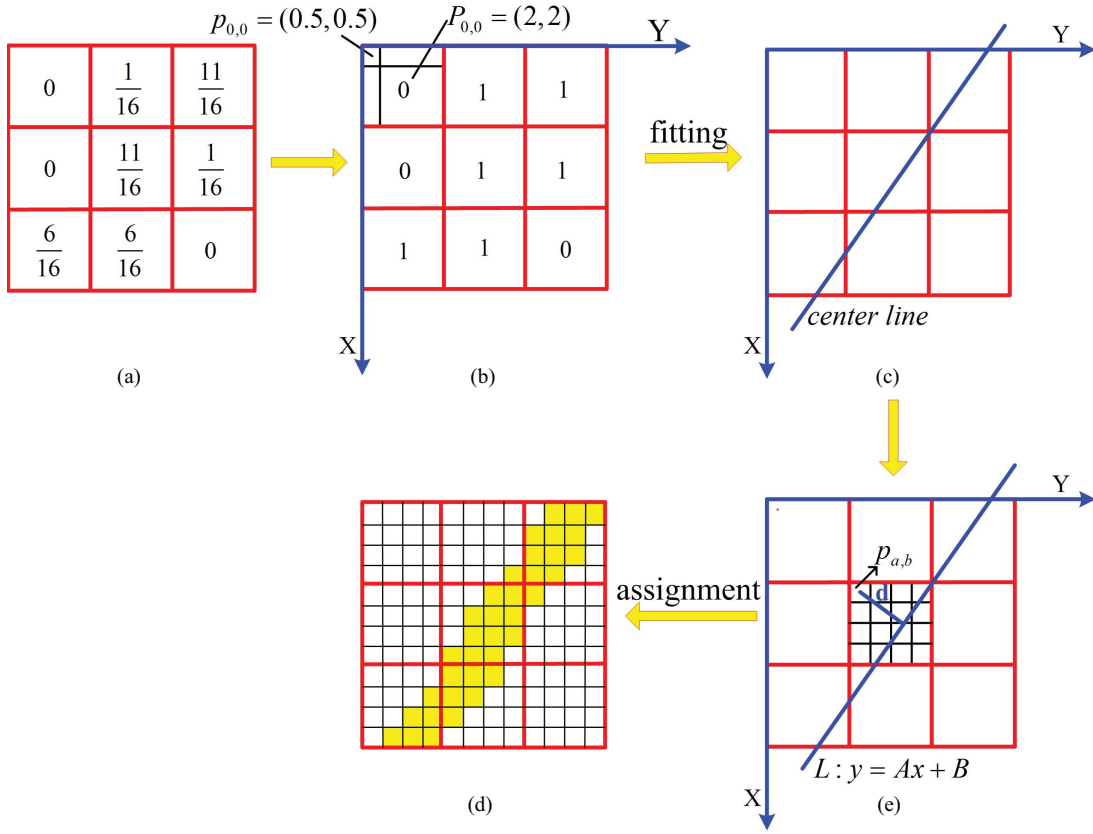 p_{0,0} = (0.5, 0.5)
P_{0,0} = (2, 2)
Y
0 1/16 11/16
0 11/16 1/16
6/16 6/16 0
0 1 1
0 1 1
1 1 0
X
fitting
Y
center line
X
(a)
(b)
(c)
Y
p_{a,b}
d
L : y = Ax + B
X
assignment
(d)
(e)